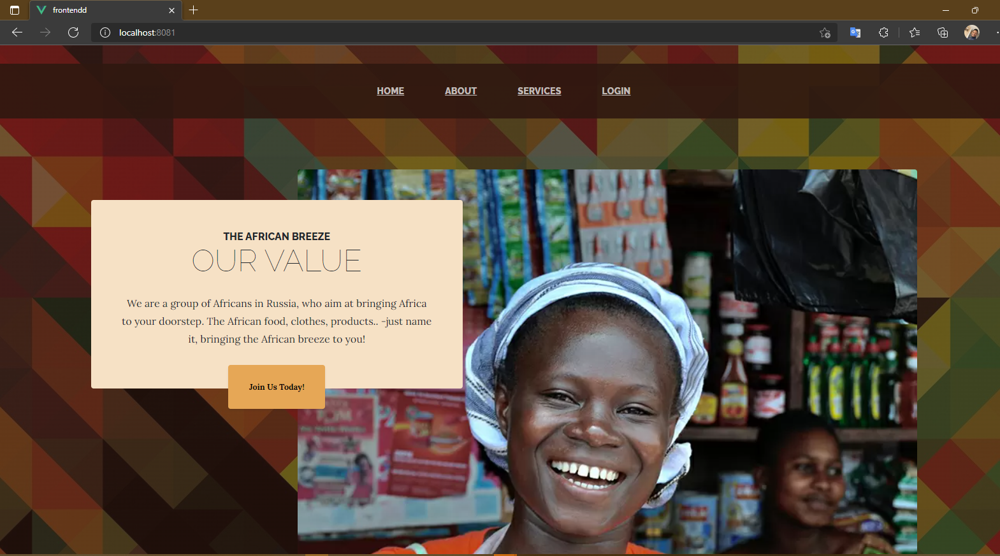 frontendd
localhost:8081
HOME ABOUT SERVICES LOGIN
THE AFRICAN BREEZE
OUR VALUE
We are a group of Africans in Russia, who aim at bringing Africa
to your doorstep. The African food, clothes, products.. -just name
it, bringing the African breeze to you!
Join Us Today!